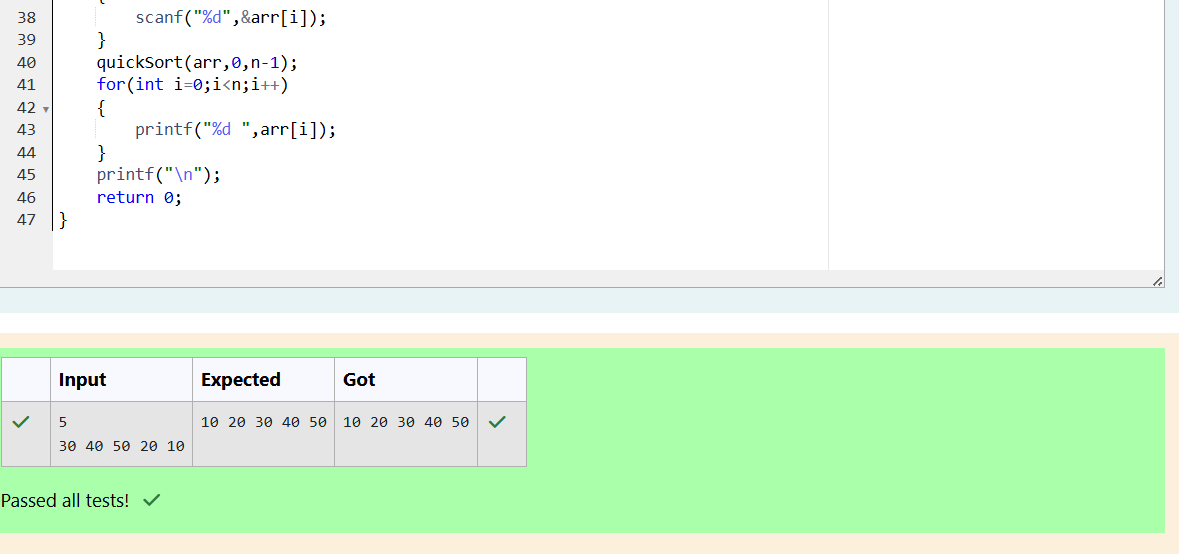 {
38 scanf("%d",&arr[i]);
39 }
40 quickSort(arr,0,n-1);
41 for(int i=0;i<n;i++)
42 {
43 printf("%d ",arr[i]);
44 }
45 printf("\n");
46 return 0;
47 }
Input Expected Got
5 10 20 30 40 50 10 20 30 40 50
30 40 50 20 10
Passed all tests!